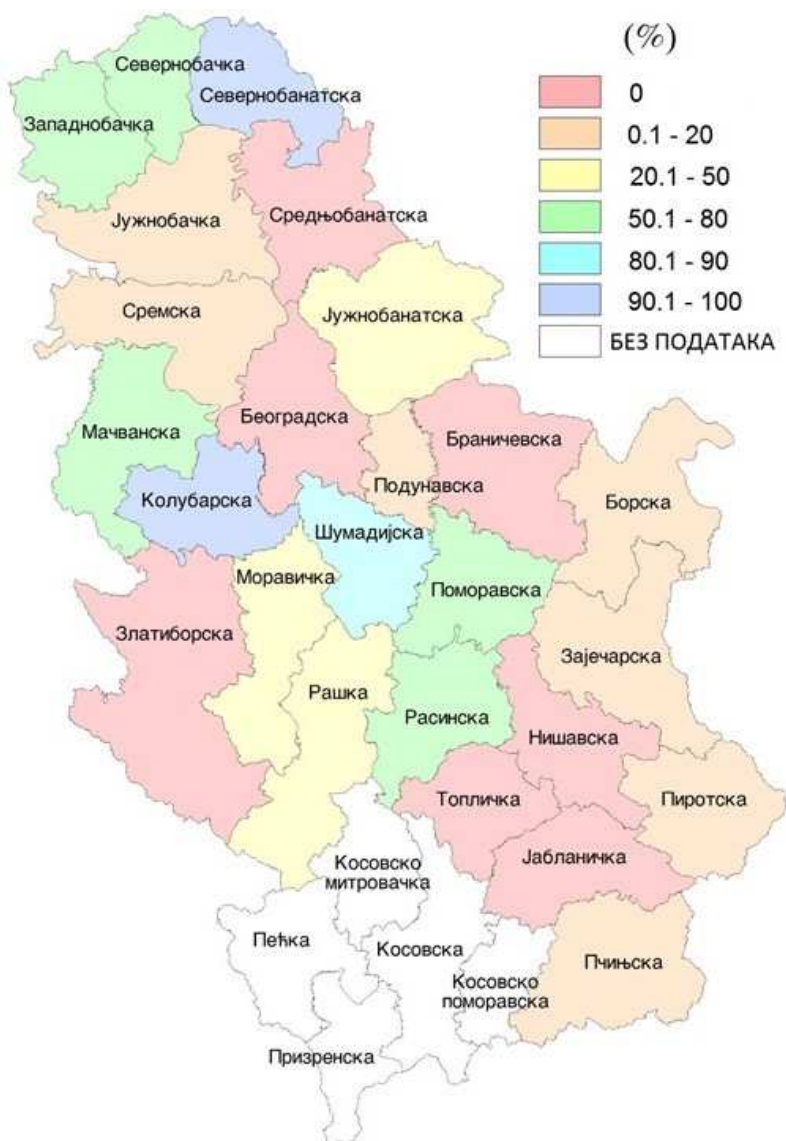 (%)
0
0.1 - 20
20.1 - 50
50.1 - 80
80.1 - 90
90.1 - 100
БЕЗ ПОДАТАКА
Севернобачка
Севернобанатска
Западнобачка
Јужнобачка
Средњобанатска
Сремска
Јужнобанатска
Мачванска
Београдска
Браничевска
Колубарска
Подунавска
Борска
Шумадијска
Моравичка
Поморавска
Златиборска
Зајечарска
Рашка
Расинска
Нишавска
Топличка
Пиротска
Јабланичка
Косовско
митровачка
Пећка
Косовска
Пчињска
Косовско
поморавска
Призренска